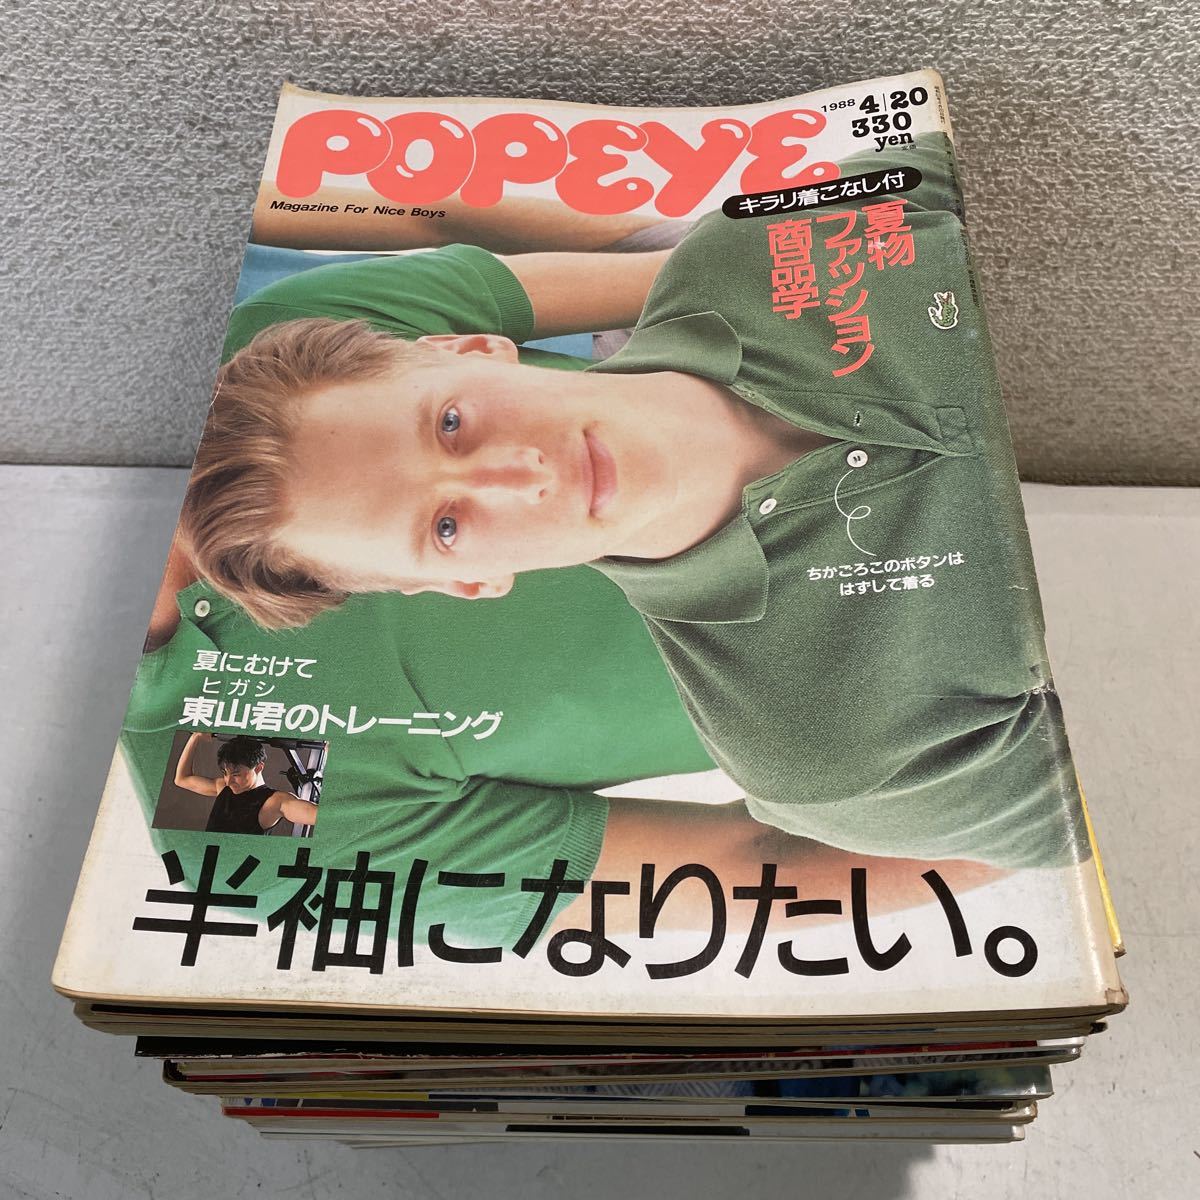 POPEYE
Magazine For Nice Boys
1988 4|20
330
yen
定価
キラリ着こなし付
夏物
ファッション
商品学
ちかごろこのボタンは
はずして着る
夏にむけて
ヒガシ
東山君のトレーニング
半袖になりたい。